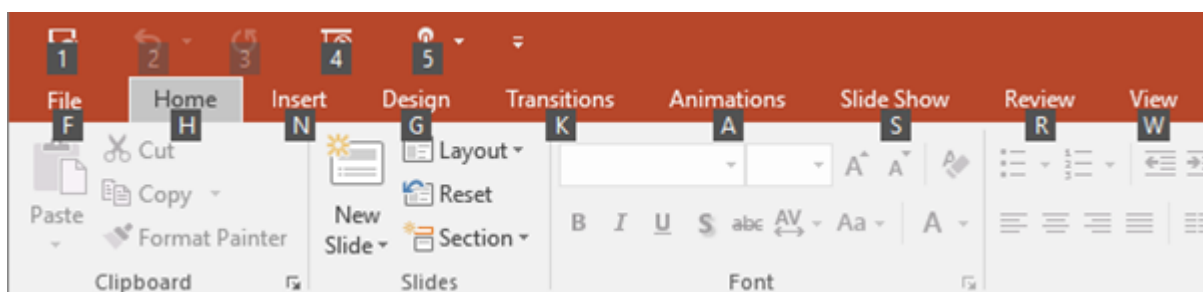 1 2 3 4 5
File Home Insert Design Transitions Animations Slide Show Review View
F H N G K A S R W
Cut Layout
Copy Reset
Paste New
Format Painter Slide Section B I U S abc AV Aa A
Clipboard Slides Font